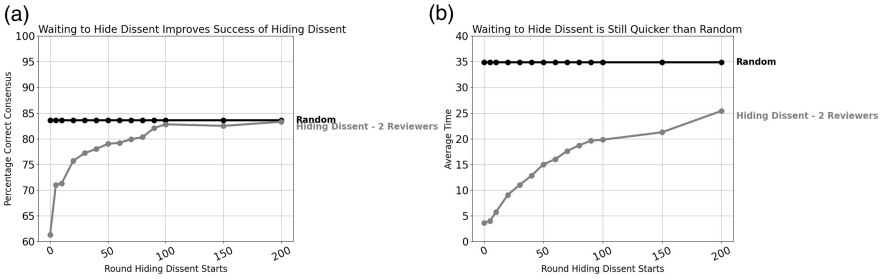 (a)
Waiting to Hide Dissent Improves Success of Hiding Dissent
Percentage Correct Consensus
100
95
90
85
80
75
70
65
60
Random
Hiding Dissent - 2 Reviewers
0
50
100
150
200
Round Hiding Dissent Starts
(b)
Waiting to Hide Dissent is Still Quicker than Random
Average Time
40
35
30
25
20
15
10
5
0
Random
Hiding Dissent - 2 Reviewers
0
50
100
150
200
Round Hiding Dissent Starts